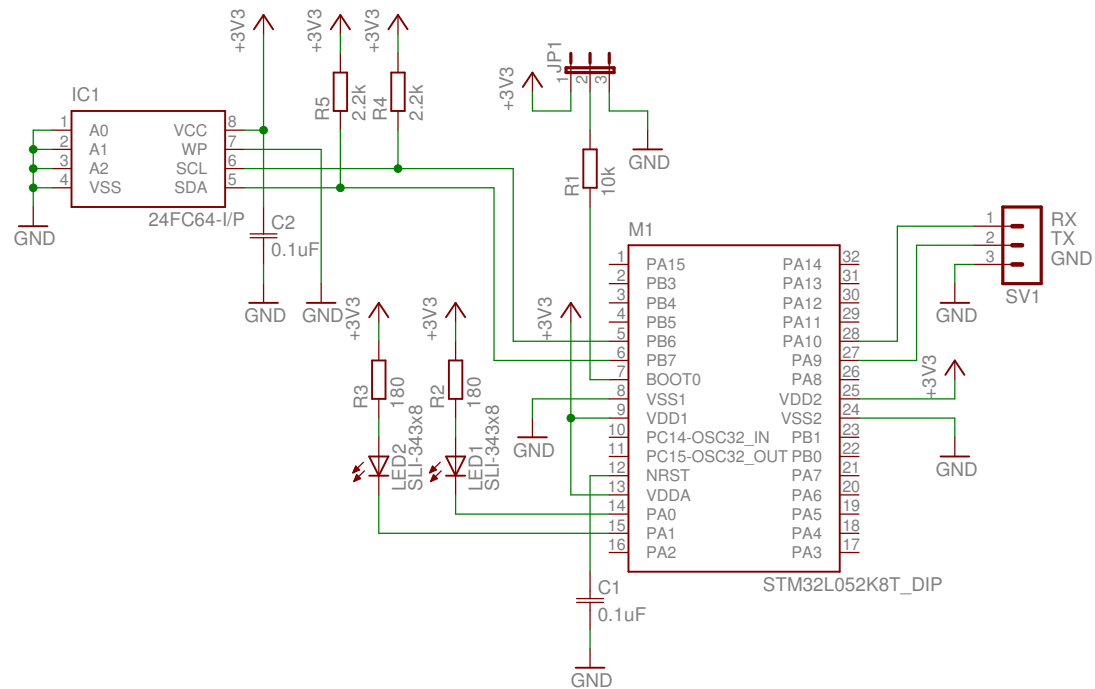 +3V3
+3V3
+3V3
JP1
1
2
3
+3V3
IC1
R5
2.2k
R4
2.2k
1 A0 VCC 8
2 A1 WP 7
3 A2 SCL 6
4 VSS SDA 5
24FC64-I/P
GND
GND
R1
10k
C2
0.1uF
GND
GND
M1
1 RX
2 TX
3 GND
SV1
GND
+3V3
+3V3
+3V3
1 PA15 PA14 32
2 PB3 PA13 31
3 PB4 PA12 30
4 PB5 PA11 29
5 PB6 PA10 28
6 PB7 PA9 27
7 BOOT0 PA8 26
8 VSS1 VDD2 25
9 VDD1 VSS2 24
10 PC14-OSC32_IN PB1 23
11 PC15-OSC32_OUT PB0 22
12 NRST PA7 21
13 VDDA PA6 20
14 PA0 PA5 19
15 PA1 PA4 18
16 PA2 PA3 17
STM32L052K8T_DIP
+3V3
R3
180
R2
180
GND
GND
LED2
SLI-343x8
LED1
SLI-343x8
C1
0.1uF
GND